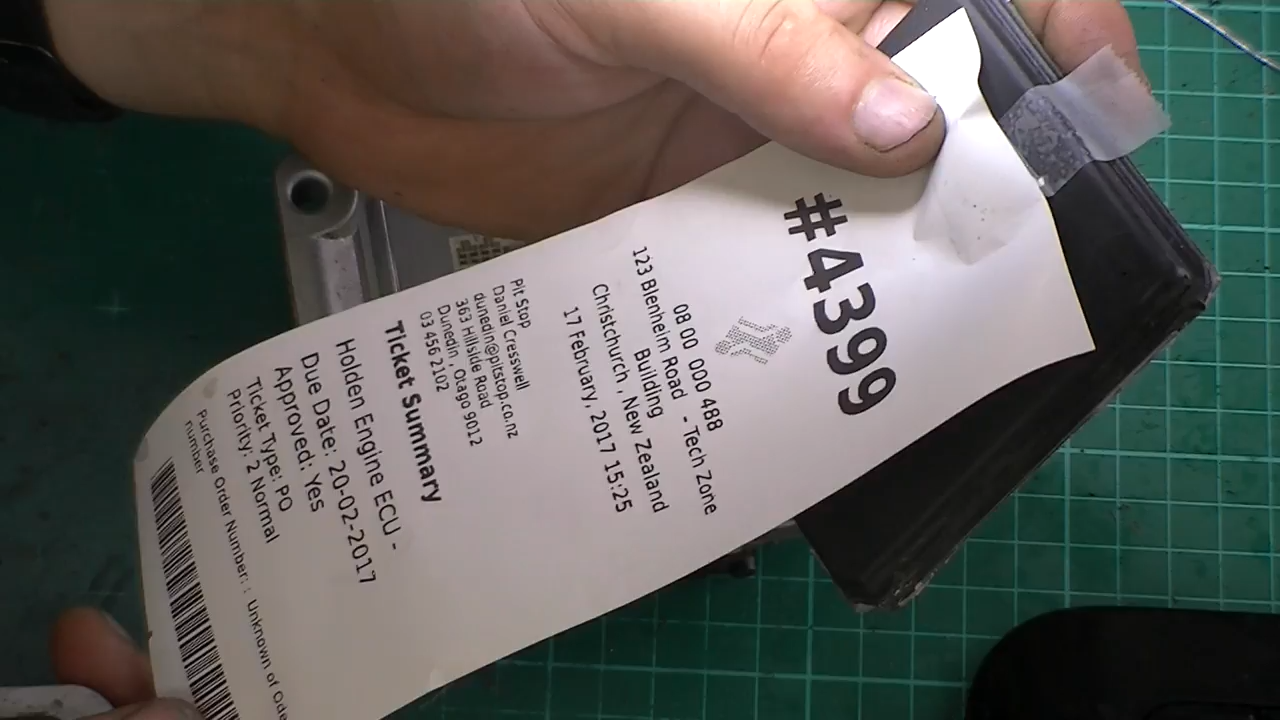 #4399
08 00 000 488
123 Blenheim Road - Tech Zone
Building
Christchurch , New Zealand
17 February, 2017 15:25
Pit Stop
Daniel Cresswell
dunedin@pitstop.co.nz
363 Hillside Road
Dunedin , Otago 9012
03 456 2102
Ticket Summary
Holden Engine ECU -
Due Date: 20-02-2017
Approved: Yes
Ticket Type: PO
Priority: 2 Normal
Purchase Order Number: : Unknown of Ode
number